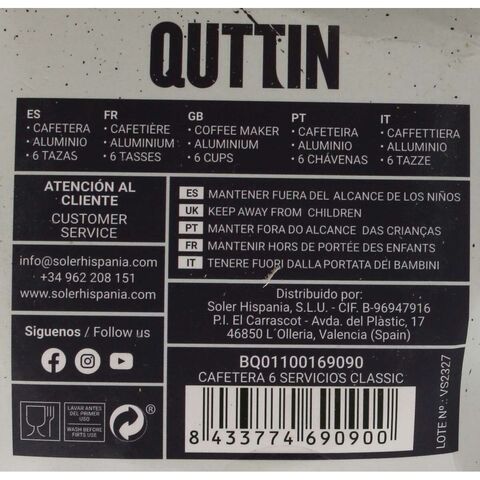 QUTTIN
ES
• CAFETERA
• ALUMINIO
• 6 TAZAS
FR
• CAFETIÈRE
• ALUMINIUM
• 6 TASSES
GB
• COFFEE MAKER
• ALUMINIUM
• 6 CUPS
PT
• CAFETEIRA
• ALUMINIO
• 6 CHÁVENAS
IT
• CAFFETTIERA
• ALLUMINIO
• 6 TAZZE
ATENCIÓN AL
CLIENTE
CUSTOMER
SERVICE
info@solerhispania.com
+34 962 208 151
www.solerhispania.com
Siguenos / Follow us
ES MANTENER FUERA DEL ALCANCE DE LOS NIÑOS
UK KEEP AWAY FROM CHILDREN
PT MANTER FORA DO ALCANCE DAS CRIANÇAS
FR MANTENIR HORS DE PORTÉE DES ENFANTS
IT TENERE FUORI DALLA PORTATA DEI BAMBINI
Distribuido por:
Soler Hispania, S.L.U. - CIF. B-96947916
P.I. El Carrascot - Avda. del Plàstic, 17
46850 L´Olleria, Valencia (Spain)
LAVAR ANTES
DEL PRIMER
USO
WASH BEFORE
FIRTS USE
®
BQ01100169090
CAFETERA 6 SERVICIOS CLASSIC
8 433774 690900
LOTE Nº.: VS2327